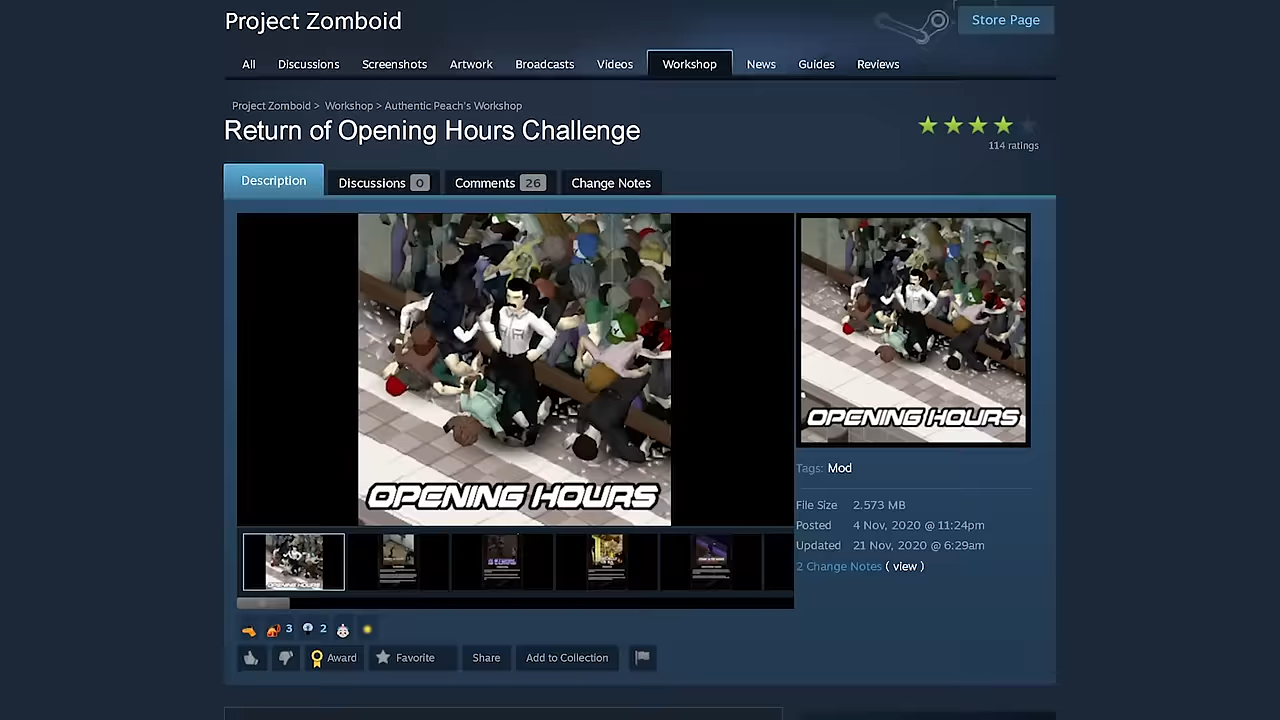 Project Zomboid
Store Page
All Discussions Screenshots Artwork Broadcasts Videos Workshop News Guides Reviews
Project Zomboid > Workshop > Authentic Peach's Workshop
Return of Opening Hours Challenge
114 ratings
Description Discussions 0 Comments 26 Change Notes
OPENING HOURS
OPENING HOURS
Tags: Mod
File Size 2.573 MB
Posted 4 Nov, 2020 @ 11:24pm
Updated 21 Nov, 2020 @ 6:29am
2 Change Notes ( view )
OPENING HOURS
3 2
Award Favorite Share Add to Collection